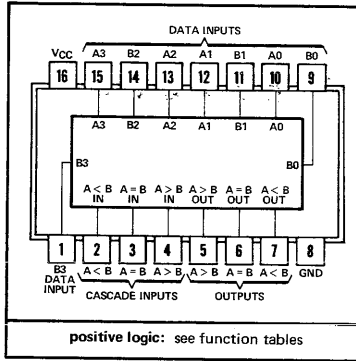 DATA INPUTS
VCC A3 B2 A2 A1 B1 A0 B0
16 15 14 13 12 11 10 9
A3 B2 A2 A1 B1 A0
B3 B0
A < B A = B A > B A > B A = B A < B
IN IN IN OUT OUT OUT
1 2 3 4 5 6 7 8
B3 A < B A = B A > B A > B A = B A < B GND
DATA
INPUT CASCADE INPUTS OUTPUTS
positive logic: see function tables